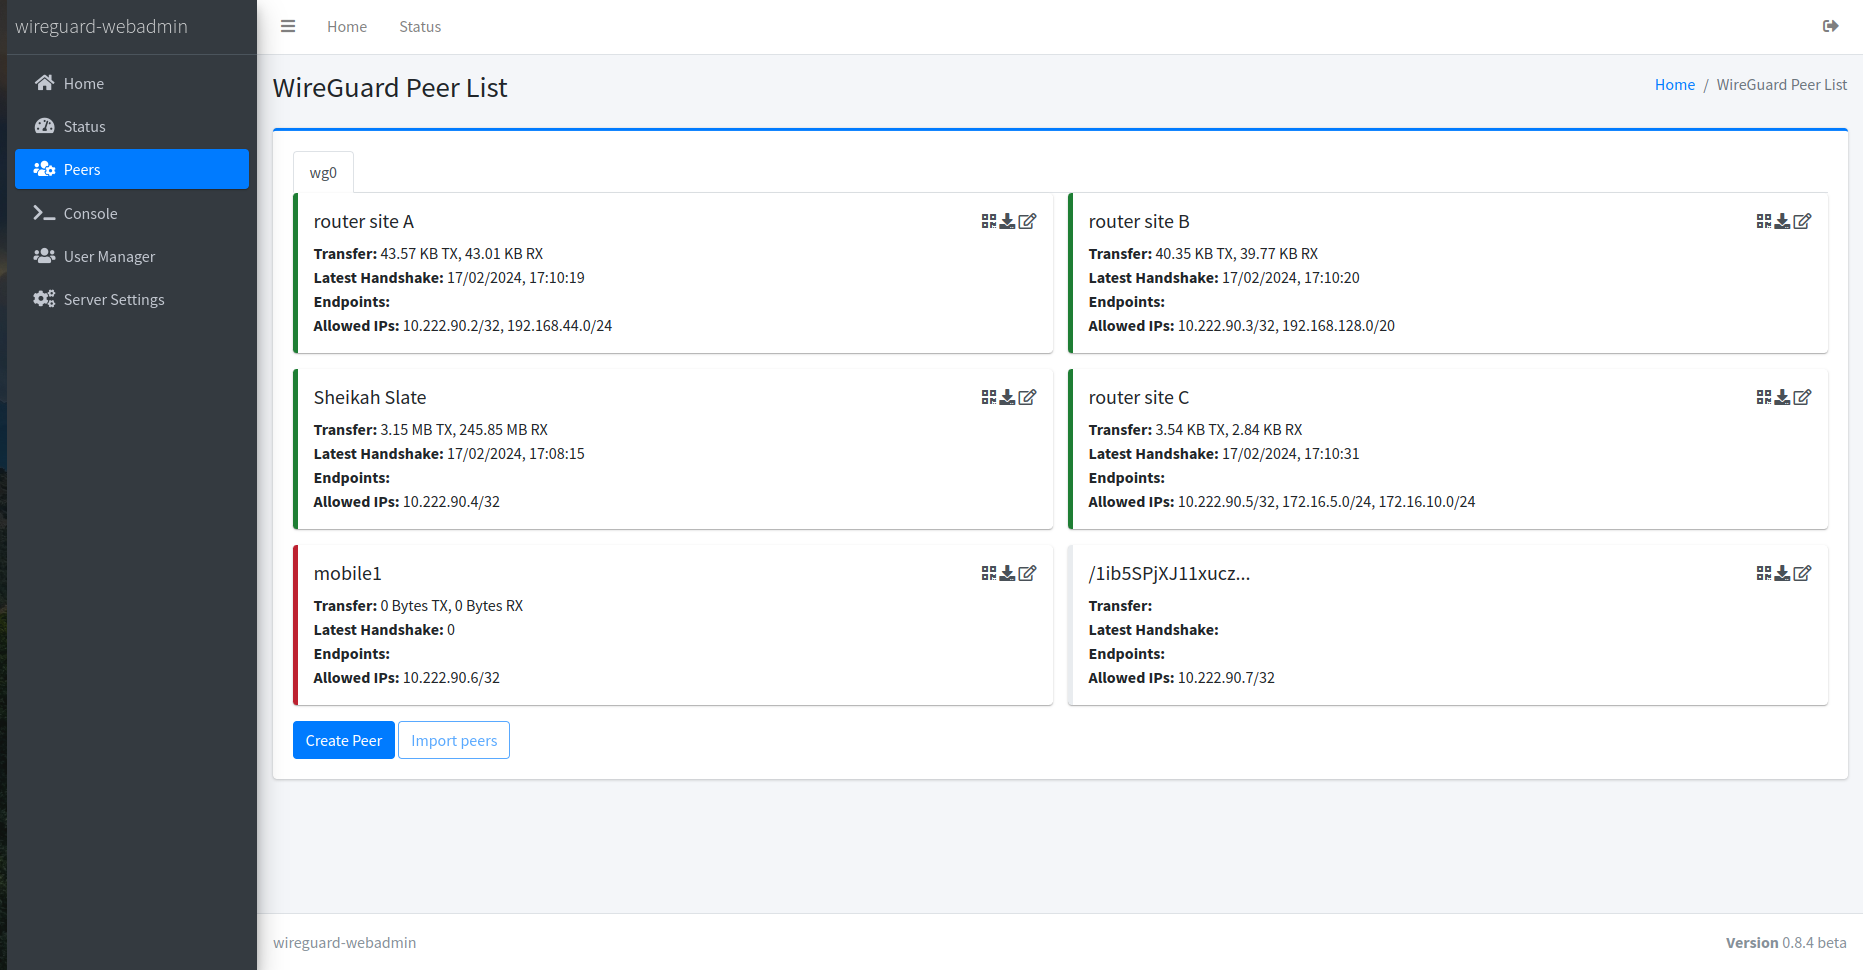 wireguard-webadmin
Home Status
Home
Status
Peers
Console
User Manager
Server Settings
WireGuard Peer List
Home / WireGuard Peer List
wg0
router site A
Transfer: 43.57 KB TX, 43.01 KB RX
Latest Handshake: 17/02/2024, 17:10:19
Endpoints:
Allowed IPs: 10.222.90.2/32, 192.168.44.0/24
router site B
Transfer: 40.35 KB TX, 39.77 KB RX
Latest Handshake: 17/02/2024, 17:10:20
Endpoints:
Allowed IPs: 10.222.90.3/32, 192.168.128.0/20
Sheikah Slate
Transfer: 3.15 MB TX, 245.85 MB RX
Latest Handshake: 17/02/2024, 17:08:15
Endpoints:
Allowed IPs: 10.222.90.4/32
router site C
Transfer: 3.54 KB TX, 2.84 KB RX
Latest Handshake: 17/02/2024, 17:10:31
Endpoints:
Allowed IPs: 10.222.90.5/32, 172.16.5.0/24, 172.16.10.0/24
mobile1
Transfer: 0 Bytes TX, 0 Bytes RX
Latest Handshake: 0
Endpoints:
Allowed IPs: 10.222.90.6/32
/1ib5SPjXJ11xucz...
Transfer:
Latest Handshake:
Endpoints:
Allowed IPs: 10.222.90.7/32
Create Peer
Import peers
wireguard-webadmin
Version 0.8.4 beta